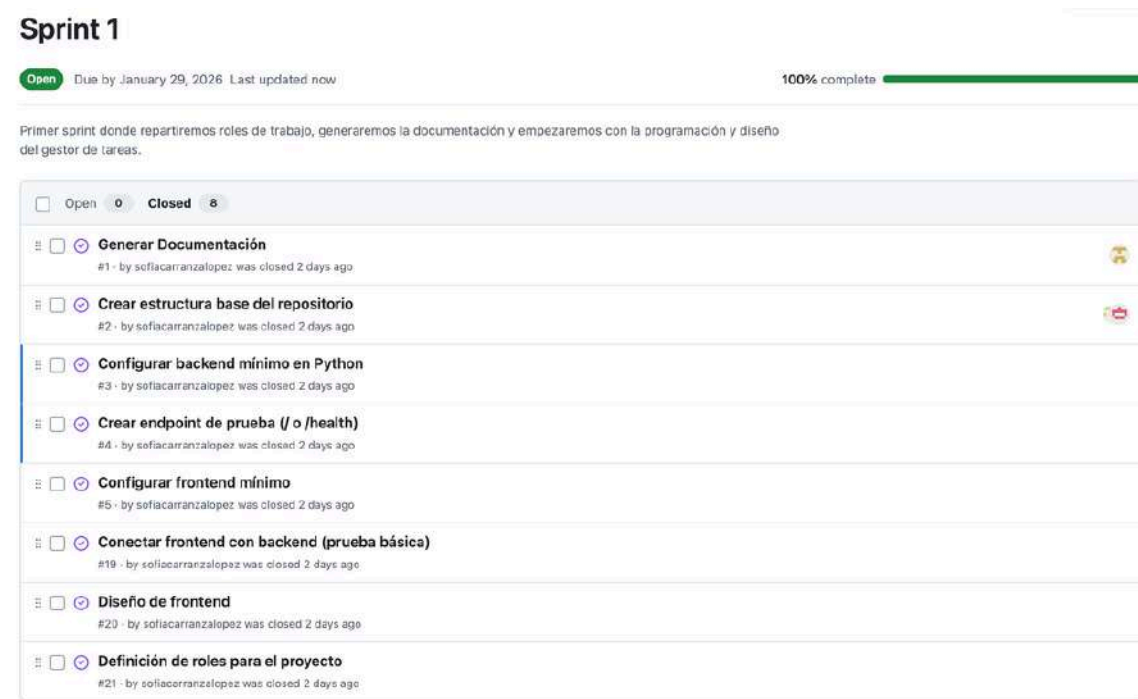 Sprint 1
Open Due by January 29, 2026 Last updated now 100% complete
Primer sprint donde repartiremos roles de trabajo, generaremos la documentación y empezaremos con la programación y diseño
del gestor de tareas.
Open 0 Closed 8
Generar Documentación
#1 · by sofiacarranzalopez was closed 2 days ago
Crear estructura base del repositorio
#2 · by sofiacarranzalopez was closed 2 days ago
Configurar backend mínimo en Python
#3 · by sofiacarranzalopez was closed 2 days ago
Crear endpoint de prueba (/ o /health)
#4 · by sofiacarranzalopez was closed 2 days ago
Configurar frontend mínimo
#5 · by sofiacarranzalopez was closed 2 days ago
Conectar frontend con backend (prueba básica)
#19 · by sofiacarranzalopez was closed 2 days ago
Diseño de frontend
#20 · by sofiacarranzalopez was closed 2 days ago
Definición de roles para el proyecto
#21 · by sofiacarranzalopez was closed 2 days ago